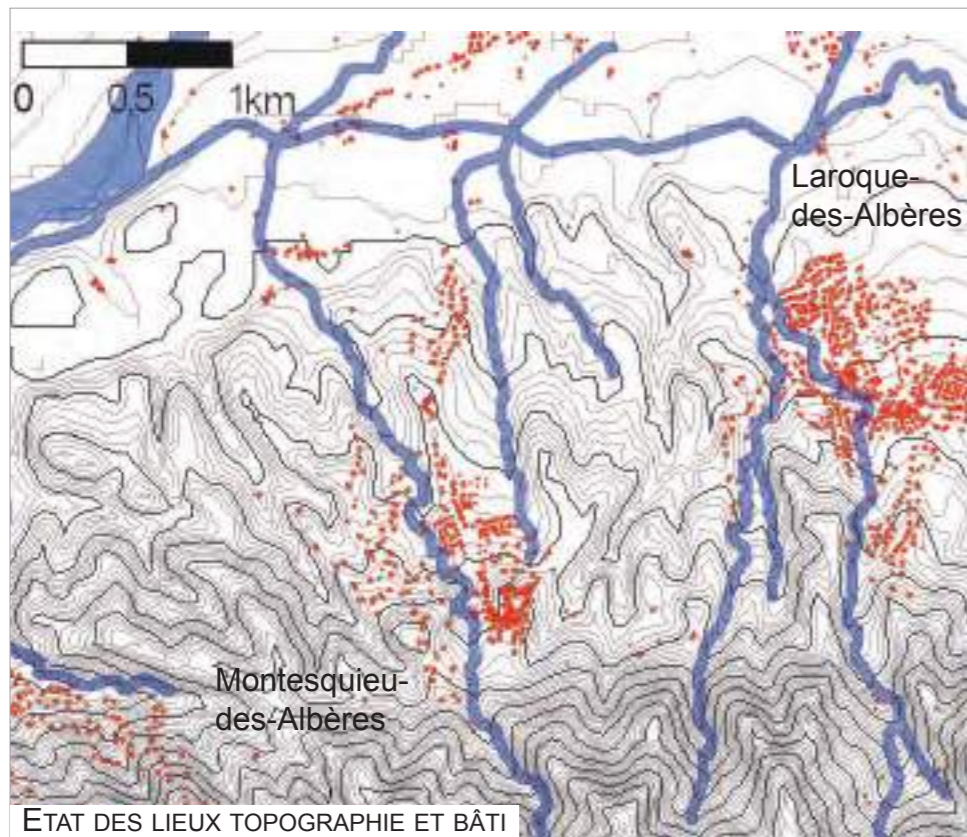 0 0,5 1km
Laroque-
des-Albères
Montesquieu-
des-Albères
ETAT DES LIEUX TOPOGRAPHIE ET BÂTI